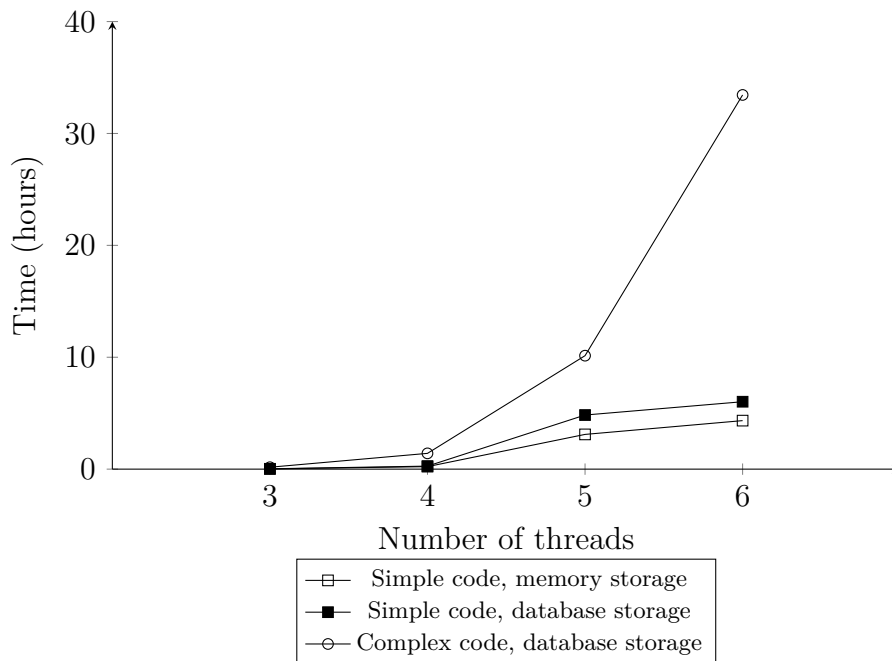 40
30
20
10
0
Time (hours)
3 4 5 6
Number of threads
Simple code, memory storage
Simple code, database storage
Complex code, database storage